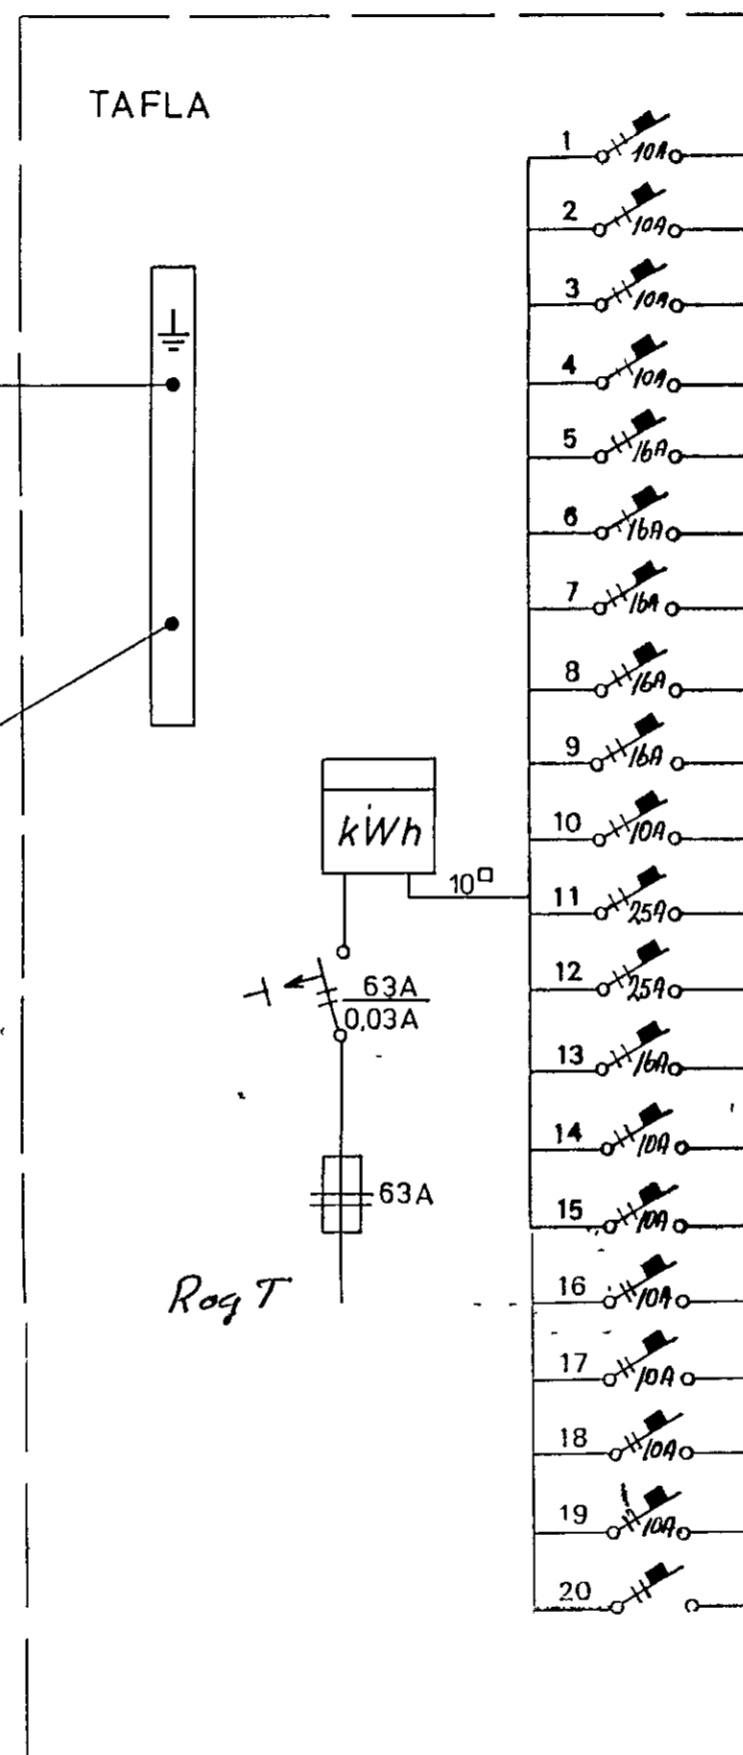 TAFLA
1 10A
2 10A
3 10A
4 10A
5 16A
6 16A
7 16A
8 16A
9 16A
kWh
10 10A
10□
11 25A
12 25A
63A
0,03A
13 16A
14 10A
63A
15 10A
R og T
16 10A
17 10A
18 10A
19 10A
20